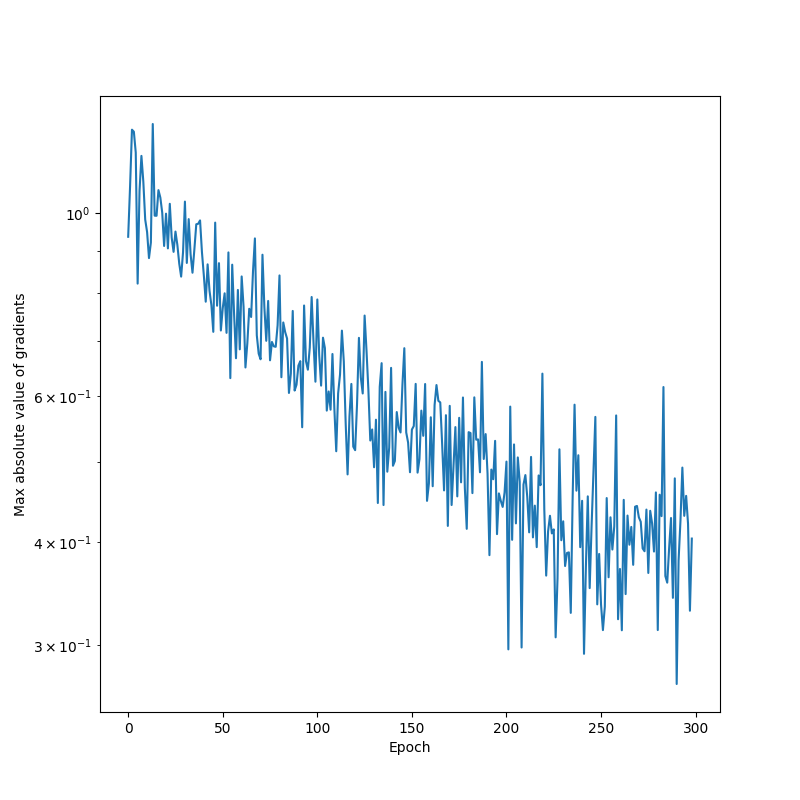 Max absolute value of gradients
10⁰
6 × 10⁻¹
4 × 10⁻¹
3 × 10⁻¹
0 50 100 150 200 250 300
Epoch